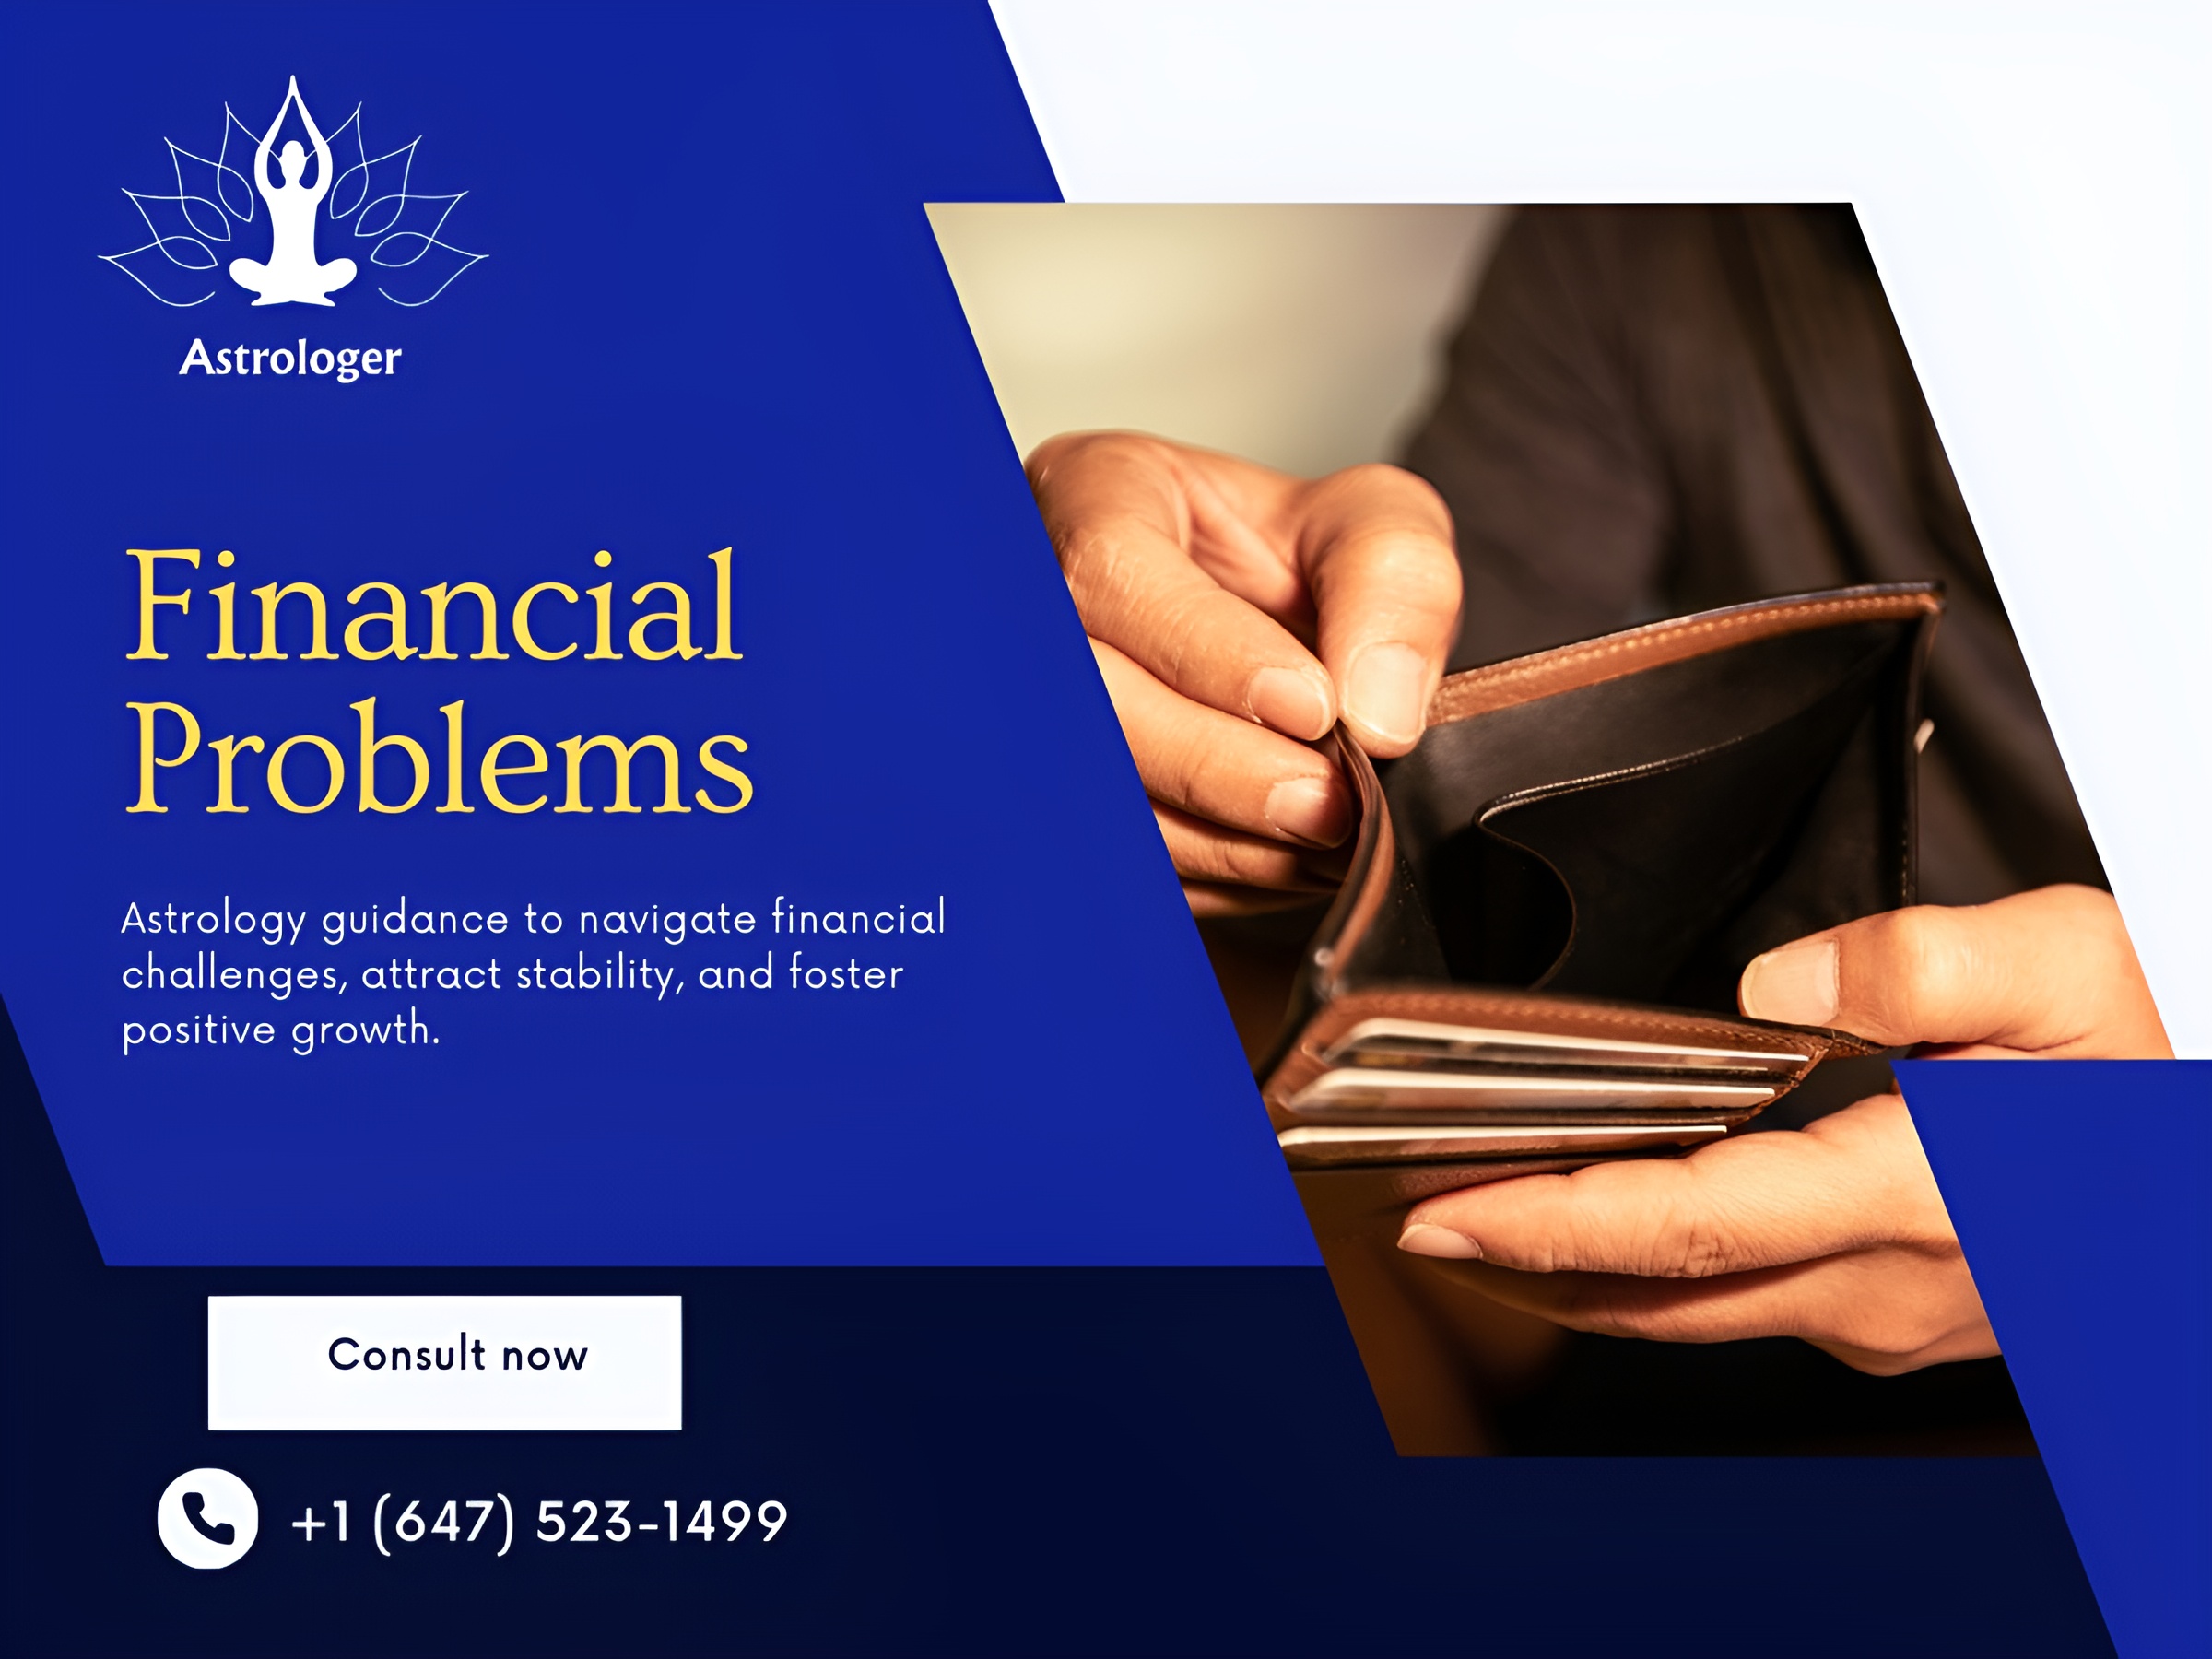 Astrologer
Financial
Problems
Astrology guidance to navigate financial
challenges, attract stability, and foster
positive growth.
Consult now
+1 (647) 523-1499